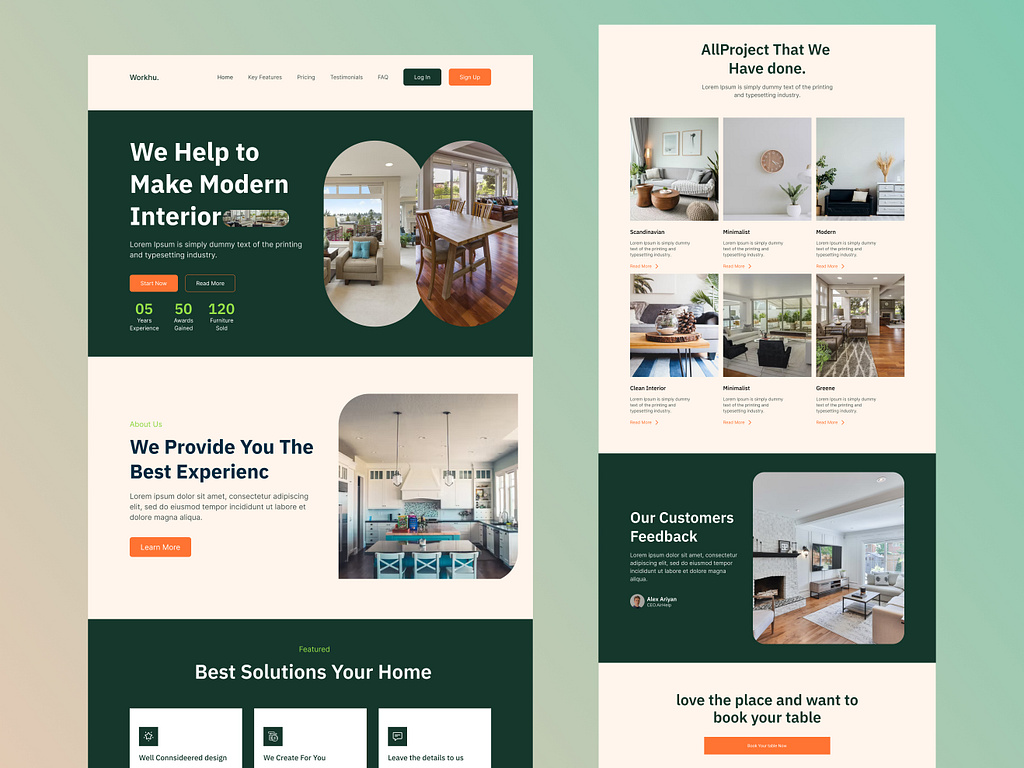 Workhu.
Home
Key Features
Pricing
Testimonials
FAQ
Log In
Sign Up
We Help to
Make Modern
Interior
Lorem Ipsum is simply dummy text of the printing
and typesetting industry.
Start Now
Read More
05
Years
Experience
50
Awards
Gained
120
Furniture
Sold
About Us
We Provide You The
Best Experienc
Lorem ipsum dolor sit amet, consectetur adipiscing
elit, sed do eiusmod tempor incididunt ut labore et
dolore magna aliqua.
Learn More
Featured
Best Solutions Your Home
Well Connsideered design
We Create For You
Leave the details to us
AllProject That We
Have done.
Lorem Ipsum is simply dummy text of the printing
and typesetting industry.
Scandinavian
Lorem Ipsum is simply dummy
text of the printing and
typesetting industry.
Read More
Minimalist
Lorem Ipsum is simply dummy
text of the printing and
typesetting industry.
Read More
Modern
Lorem Ipsum is simply dummy
text of the printing and
typesetting industry.
Read More
Clean Interior
Lorem Ipsum is simply dummy
text of the printing and
typesetting industry.
Read More
Minimalist
Lorem Ipsum is simply dummy
text of the printing and
typesetting industry.
Read More
Greene
Lorem Ipsum is simply dummy
text of the printing and
typesetting industry.
Read More
Our Customers
Feedback
Lorem ipsum dolor sit amet, consectetur
adipiscing elit, sed do eiusmod tempor
incididunt ut labore et dolore magna
aliqua.
Alex Ariyan
CEO,AirHelp
love the place and want to
book your table
Book Your table Now